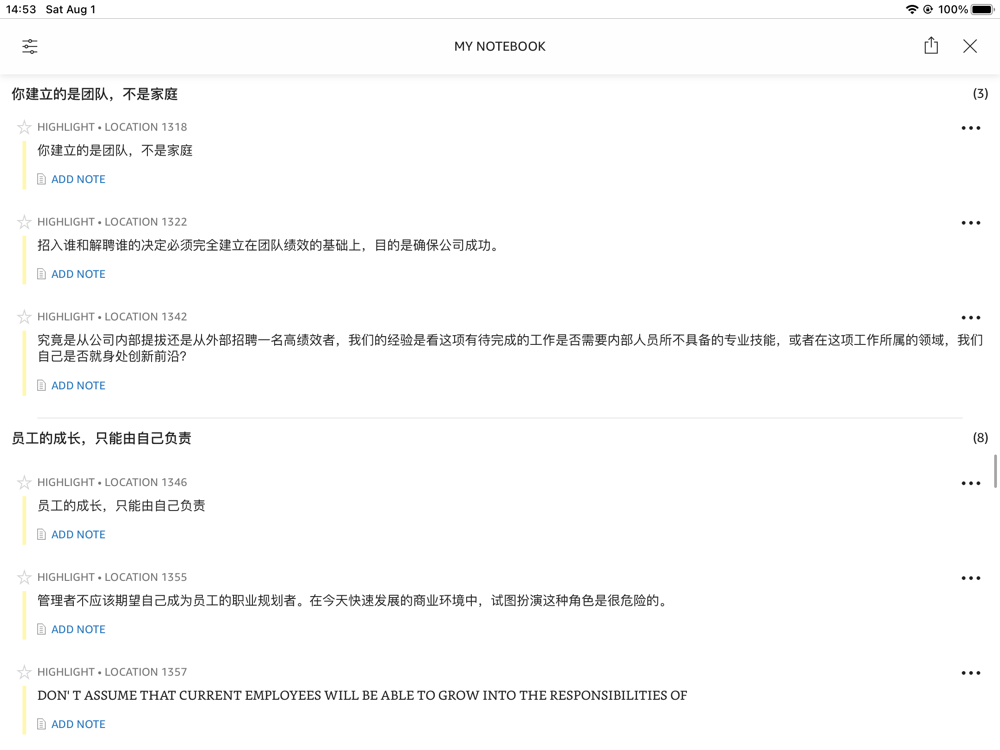 14:53 Sat Aug 1 100%
MY NOTEBOOK
你建立的是团队，不是家庭 (3)
HIGHLIGHT • LOCATION 1318
你建立的是团队，不是家庭
ADD NOTE
HIGHLIGHT • LOCATION 1322
招入谁和解聘谁的决定必须完全建立在团队绩效的基础上，目的是确保公司成功。
ADD NOTE
HIGHLIGHT • LOCATION 1342
究竟是从公司内部提拔还是从外部招聘一名高绩效者，我们的经验是看这项有待完成的工作是否需要内部人员所不具备的专业技能，或者在这项工作所属的领域，我们
自己是否就身处创新前沿？
ADD NOTE
员工的成长，只能由自己负责 (8)
HIGHLIGHT • LOCATION 1346
员工的成长，只能由自己负责
ADD NOTE
HIGHLIGHT • LOCATION 1355
管理者不应该期望自己成为员工的职业规划者。在今天快速发展的商业环境中，试图扮演这种角色是很危险的。
ADD NOTE
HIGHLIGHT • LOCATION 1357
DON' T ASSUME THAT CURRENT EMPLOYEES WILL BE ABLE TO GROW INTO THE RESPONSIBILITIES OF
ADD NOTE